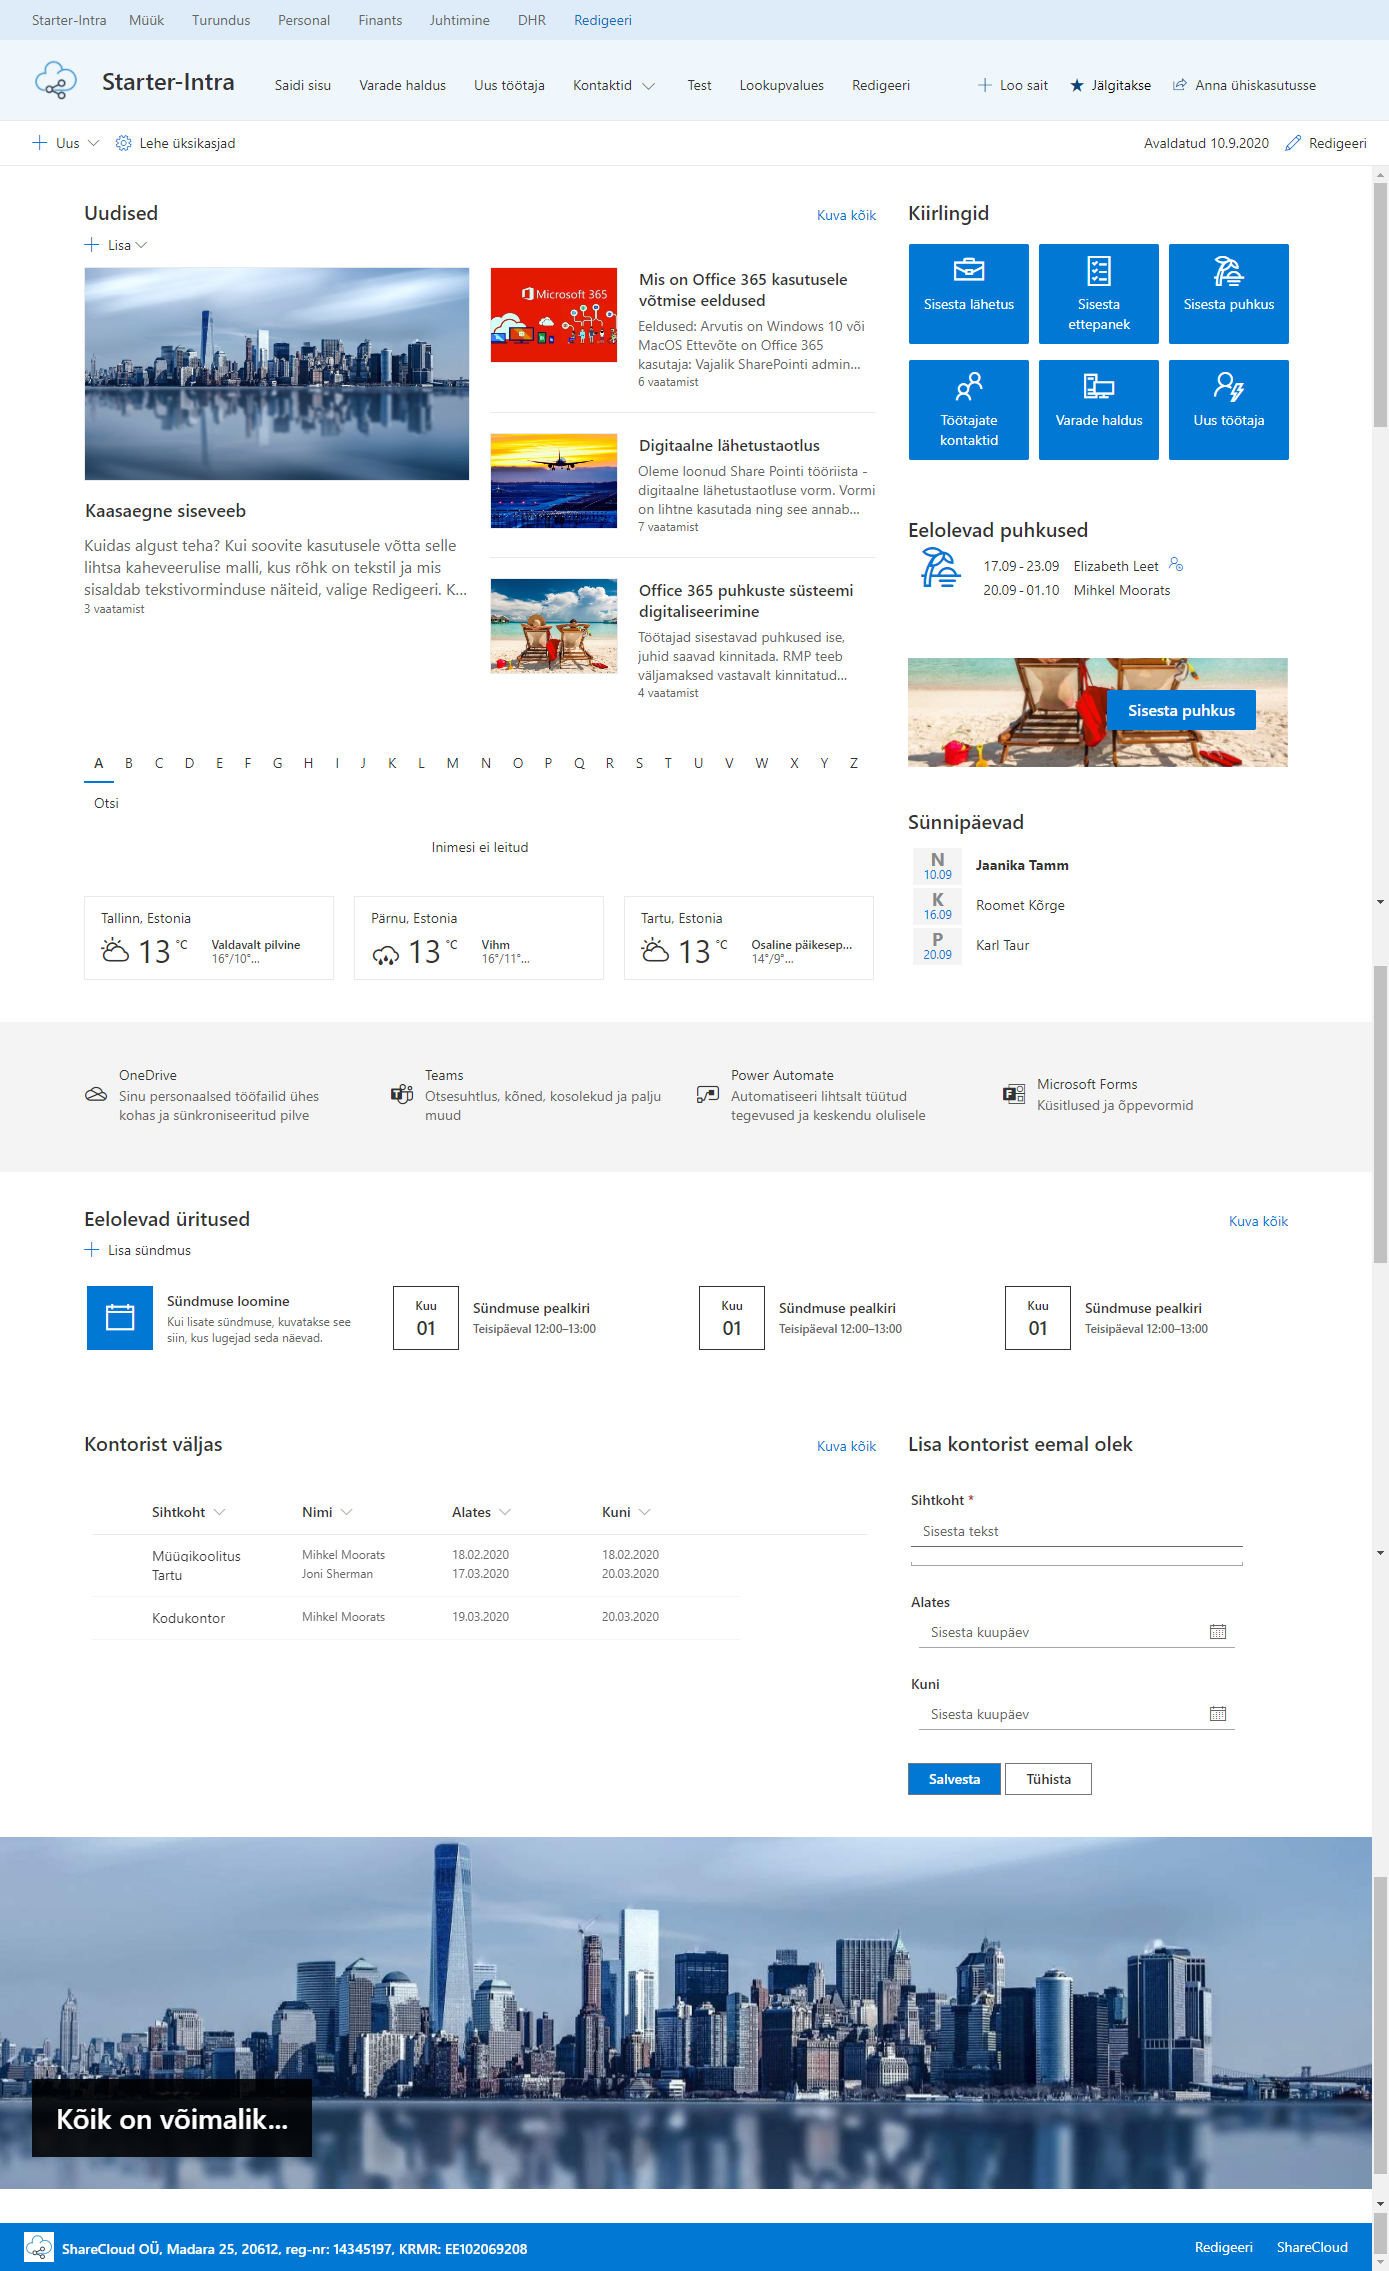 Starter-Intra Müük Turundus Personal Finants Juhtimine DHR Redigeeri
Starter-Intra Saidi sisu Varade haldus Uus töötaja Kontaktid Test Lookupvalues Redigeeri Loo sait Jälgitakse Anna ühiskasutusse
Uus Lehe üksikasjad Avaldatud 10.9.2020 Redigeeri
Uudised Kuva kõik
Lisa
Kaasaegne siseveeb
Kuidas algust teha? Kui soovite kasutusele võtta selle
lihtsa kaheveerulise malli, kus rõhk on tekstil ja mis
sisaldab tekstivorminduse näiteid, valige Redigeeri. K...
3 vaatamist
Microsoft 365
Mis on Office 365 kasutusele
võtmise eeldused
Eeldused: Arvutis on Windows 10 või
MacOS Ettevõte on Office 365
kasutaja: Vajalik SharePointi admin...
6 vaatamist
Digitaalne lähetustaotlus
Oleme loonud Share Pointi tööriista -
digitaalne lähetustaotluse vorm. Vormi
on lihtne kasutada ning see annab...
7 vaatamist
Office 365 puhkuste süsteemi
digitaliseerimine
Töötajad sisestavad puhkused ise,
juhid saavad kinnitada. RMP teeb
väljamaksed vastavalt kinnitatud...
4 vaatamist
Kiirlingid
Sisesta lähetus
Sisesta
ettepanek
Sisesta puhkus
Töötajate
kontaktid
Varade haldus
Uus töötaja
Eelolevad puhkused
17.09 - 23.09 Elizabeth Leet
20.09 - 01.10 Mihkel Moorats
Sisesta puhkus
A B C D E F G H I J K L M N O P Q R S T U V W X Y Z
Otsi
Inimesi ei leitud
Sünnipäevad
N
10.09
Jaanika Tamm
K
16.09
Roomet Kõrge
P
20.09
Karl Taur
Tallinn, Estonia
13 °C
Valdavalt pilvine
16°/10°...
Pärnu, Estonia
13 °C
Vihm
16°/11°...
Tartu, Estonia
13 °C
Osaline päikesep...
14°/9°...
OneDrive
Sinu personaalsed tööfailid ühes
kohas ja sünkroniseeritud pilve
Teams
Otsesuhtlus, kõned, kosolekud ja palju
muud
Power Automate
Automatiseeri lihtsalt tüütud
tegevused ja keskendu olulisele
Microsoft Forms
Küsitlused ja õppevormid
Eelolevad üritused Kuva kõik
Lisa sündmus
Sündmuse loomine
Kui lisate sündmuse, kuvatakse see
siin, kus lugejad seda näevad.
Kuu
01
Sündmuse pealkiri
Teisipäeval 12:00–13:00
Kuu
01
Sündmuse pealkiri
Teisipäeval 12:00–13:00
Kuu
01
Sündmuse pealkiri
Teisipäeval 12:00–13:00
Kontorist väljas Kuva kõik
Sihtkoht Nimi Alates Kuni
Müügikoolitus Mihkel Moorats 18.02.2020 18.02.2020
Tartu Joni Sherman 17.03.2020 20.03.2020
Kodukontor Mihkel Moorats 19.03.2020 20.03.2020
Lisa kontorist eemal olek
Sihtkoht *
Sisesta tekst
Alates
Sisesta kuupäev
Kuni
Sisesta kuupäev
Salvesta Tühista
Kõik on võimalik...
ShareCloud OÜ, Madara 25, 20612, reg-nr: 14345197, KRMR: EE102069208 Redigeeri ShareCloud